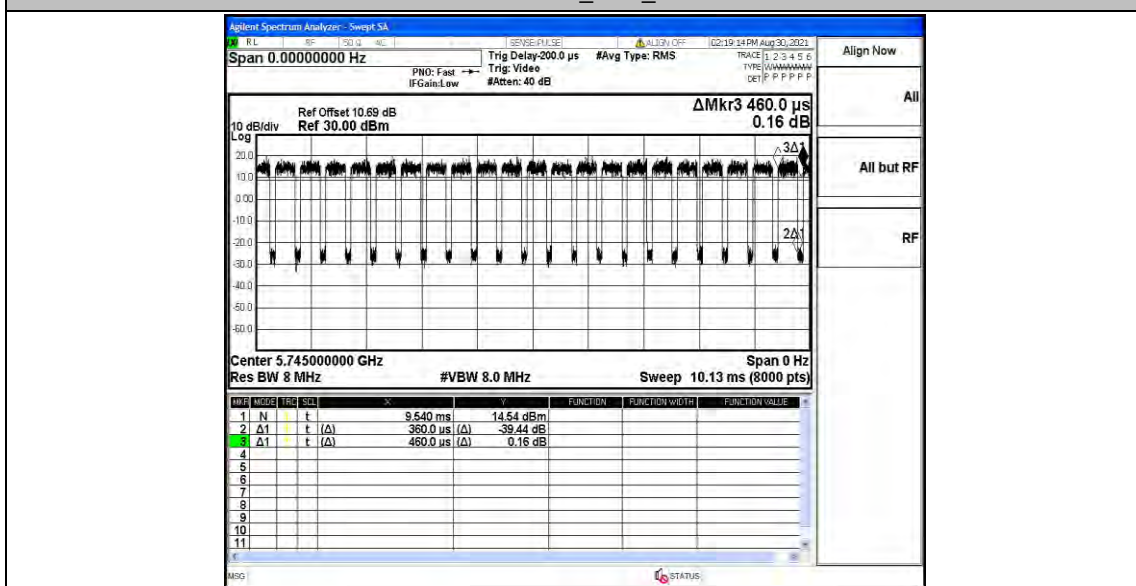 Agilent Spectrum Analyzer - Swept SA
RL RF 50 Ω AC SENSE:PULSE ALIGN OFF 02:19:14 PM Aug 30, 2021
Span 0.00000000 Hz
PNO: Fast
IFGain:Low
Trig Delay-200.0 µs
Trig: Video
#Atten: 40 dB
#Avg Type: RMS
TRACE 1 2 3 4 5 6
TYPE WWWWWW
DET P P P P P P
Align Now
All
All but RF
RF
ΔMkr3 460.0 µs
0.16 dB
Ref Offset 10.69 dB
10 dB/div Ref 30.00 dBm
Log
20.0
10.0
0.00
-10.0
-20.0
-30.0
-40.0
-50.0
-60.0
3Δ1
2Δ1
Center 5.745000000 GHz Span 0 Hz
Res BW 8 MHz #VBW 8.0 MHz Sweep 10.13 ms (8000 pts)
MKR MODE TRC SCL X Y FUNCTION FUNCTION WIDTH FUNCTION VALUE
1 N t 9.540 ms 14.54 dBm
2 Δ1 t (Δ) 360.0 µs (Δ) -39.44 dB
3 Δ1 t (Δ) 460.0 µs (Δ) 0.16 dB
4
5
6
7
8
9
10
11
MSG STATUS